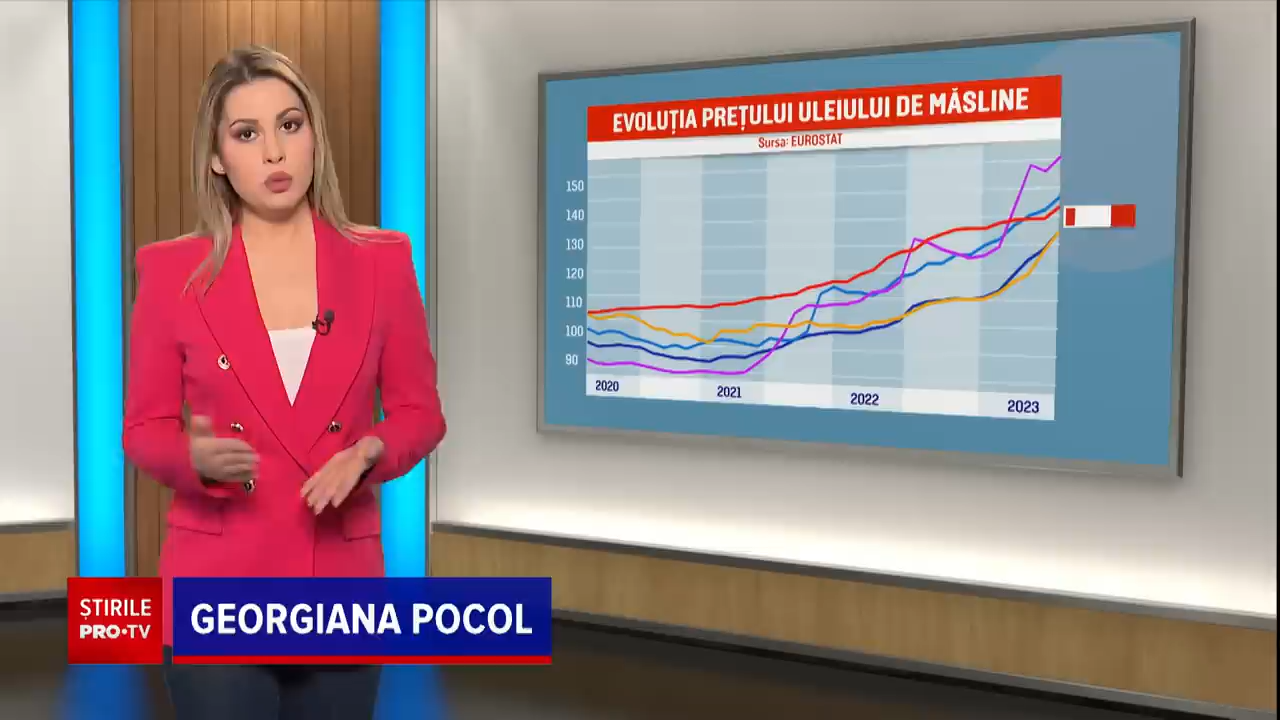 EVOLUȚIA PREȚULUI ULEIULUI DE MĂSLINE
Sursa: EUROSTAT
150
140
130
120
110
100
90
2020
2021
2022
2023
ȘTIRILE
PRO•TV
GEORGIANA POCOL